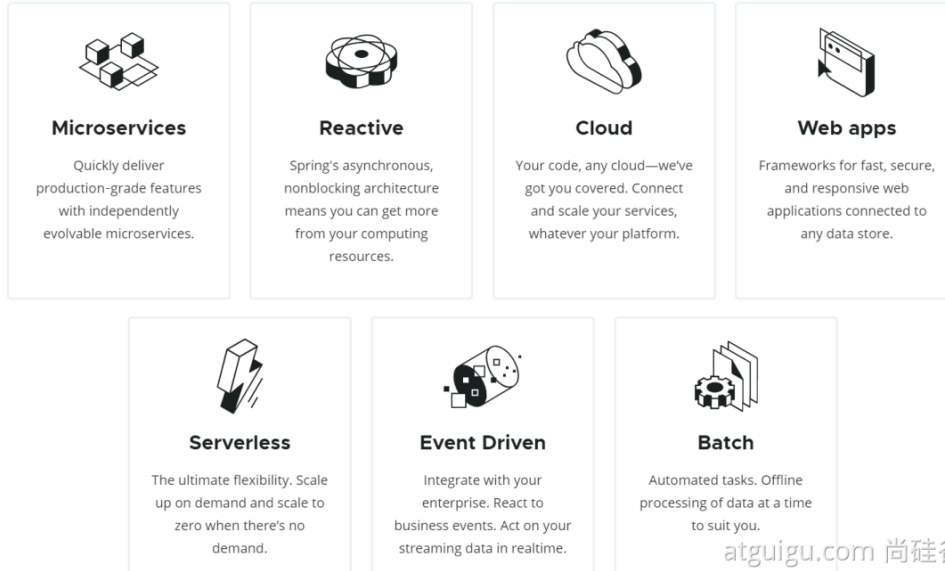 Microservices
Quickly deliver
production-grade features
with independently
evolvable microservices.
Reactive
Spring's asynchronous,
nonblocking architecture
means you can get more
from your computing
resources.
Cloud
Your code, any cloud—we've
got you covered. Connect
and scale your services,
whatever your platform.
Web apps
Frameworks for fast, secure,
and responsive web
applications connected to
any data store.
Serverless
The ultimate flexibility. Scale
up on demand and scale to
zero when there's no
demand.
Event Driven
Integrate with your
enterprise. React to
business events. Act on your
streaming data in realtime.
Batch
Automated tasks. Offline
processing of data at a time
to suit you.
atguigu.com 尚硅